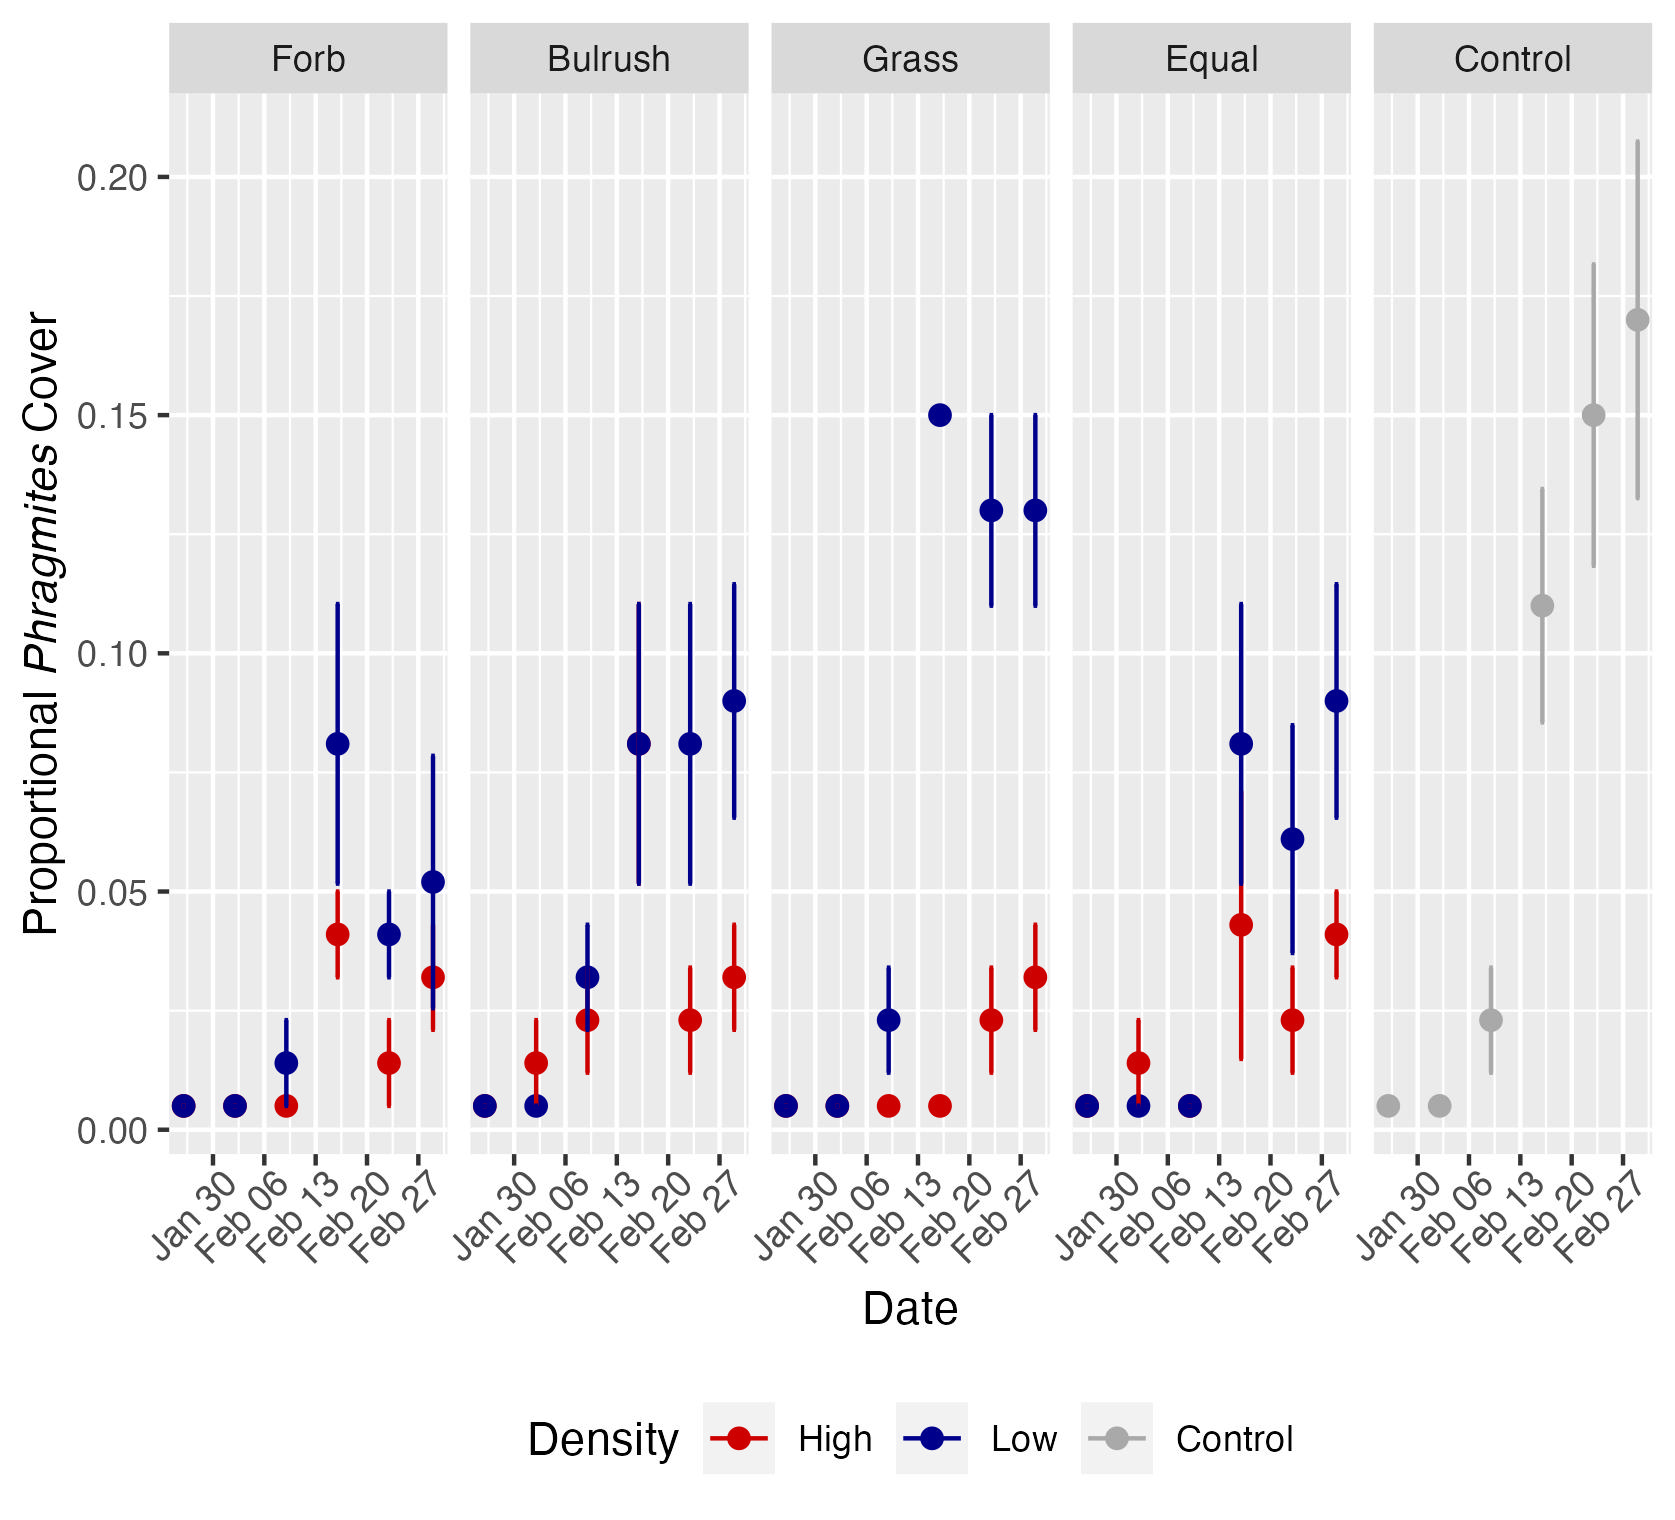 Forb Bulrush Grass Equal Control
0.20
0.15
0.10
0.05
0.00
Proportional Phragmites Cover
Jan 30 Feb 06 Feb 13 Feb 20 Feb 27 Jan 30 Feb 06 Feb 13 Feb 20 Feb 27 Jan 30 Feb 06 Feb 13 Feb 20 Feb 27 Jan 30 Feb 06 Feb 13 Feb 20 Feb 27 Jan 30 Feb 06 Feb 13 Feb 20 Feb 27
Date
Density High Low Control